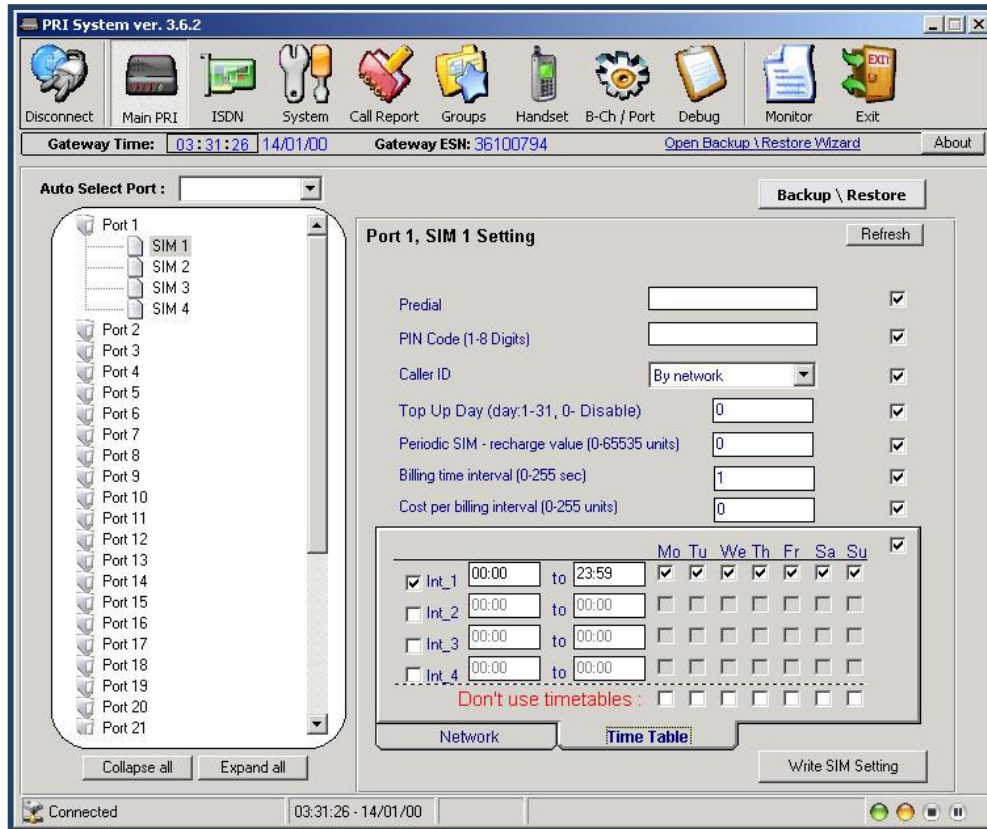 PRI System ver. 3.6.2
Disconnect Main PRI ISDN System Call Report Groups Handset B-Ch / Port Debug Monitor Exit
EXIT
Gateway Time: 03:31:26 14/01/00 Gateway ESN: 36100794 Open Backup \ Restore Wizard About
Auto Select Port :
Backup \ Restore
Port 1
SIM 1
SIM 2
SIM 3
SIM 4
Port 2
Port 3
Port 4
Port 5
Port 6
Port 7
Port 8
Port 9
Port 10
Port 11
Port 12
Port 13
Port 14
Port 15
Port 16
Port 17
Port 18
Port 19
Port 20
Port 21
Collapse all Expand all
Port 1, SIM 1 Setting Refresh
Predial
PIN Code (1-8 Digits)
Caller ID By network
Top Up Day (day:1-31, 0- Disable) 0
Periodic SIM - recharge value (0-65535 units) 0
Billing time interval (0-255 sec) 1
Cost per billing interval (0-255 units) 0
Mo Tu We Th Fr Sa Su
Int_1 00:00 to 23:59
Int_2 00:00 to 00:00
Int_3 00:00 to 00:00
Int_4 00:00 to 00:00
Don't use timetables :
Network Time Table
Write SIM Setting
Connected 03:31:26 - 14/01/00